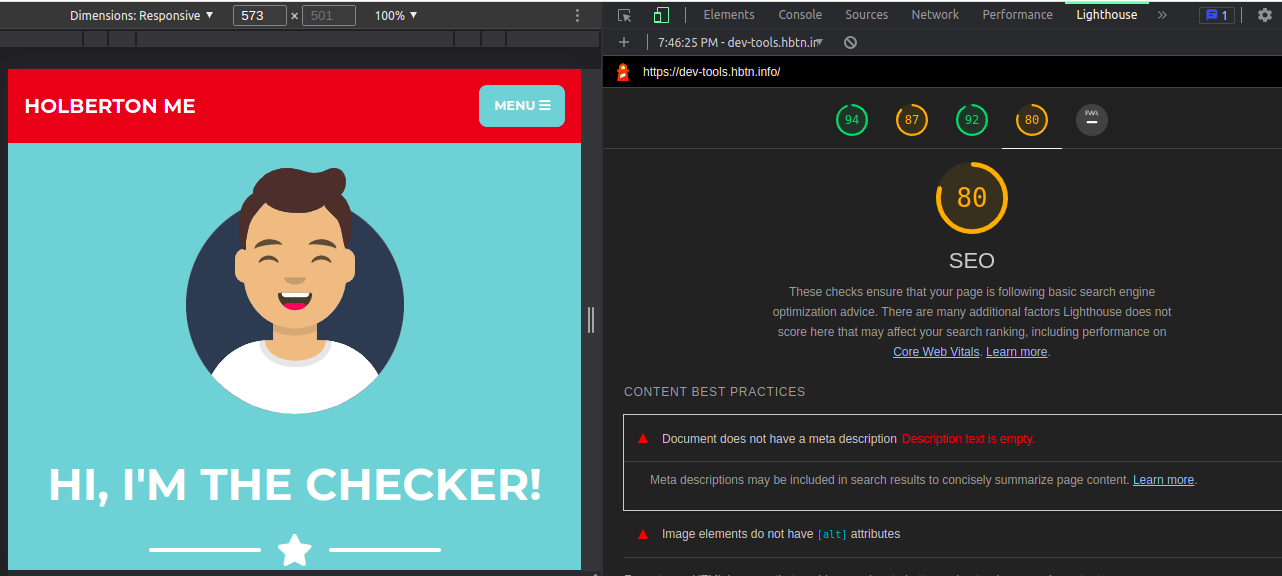 Dimensions: Responsive ▼ 573 × 501 100% ▼
Elements Console Sources Network Performance Lighthouse » 1
7:46:25 PM - dev-tools.hbtn.in
https://dev-tools.hbtn.info/
HOLBERTON ME
MENU ☰
94 87 92 80 PWA
80
SEO
These checks ensure that your page is following basic search engine
optimization advice. There are many additional factors Lighthouse does not
score here that may affect your search ranking, including performance on
Core Web Vitals. Learn more.
CONTENT BEST PRACTICES
Document does not have a meta description Description text is empty.
Meta descriptions may be included in search results to concisely summarize page content. Learn more.
Image elements do not have [alt] attributes
HI, I'M THE CHECKER!